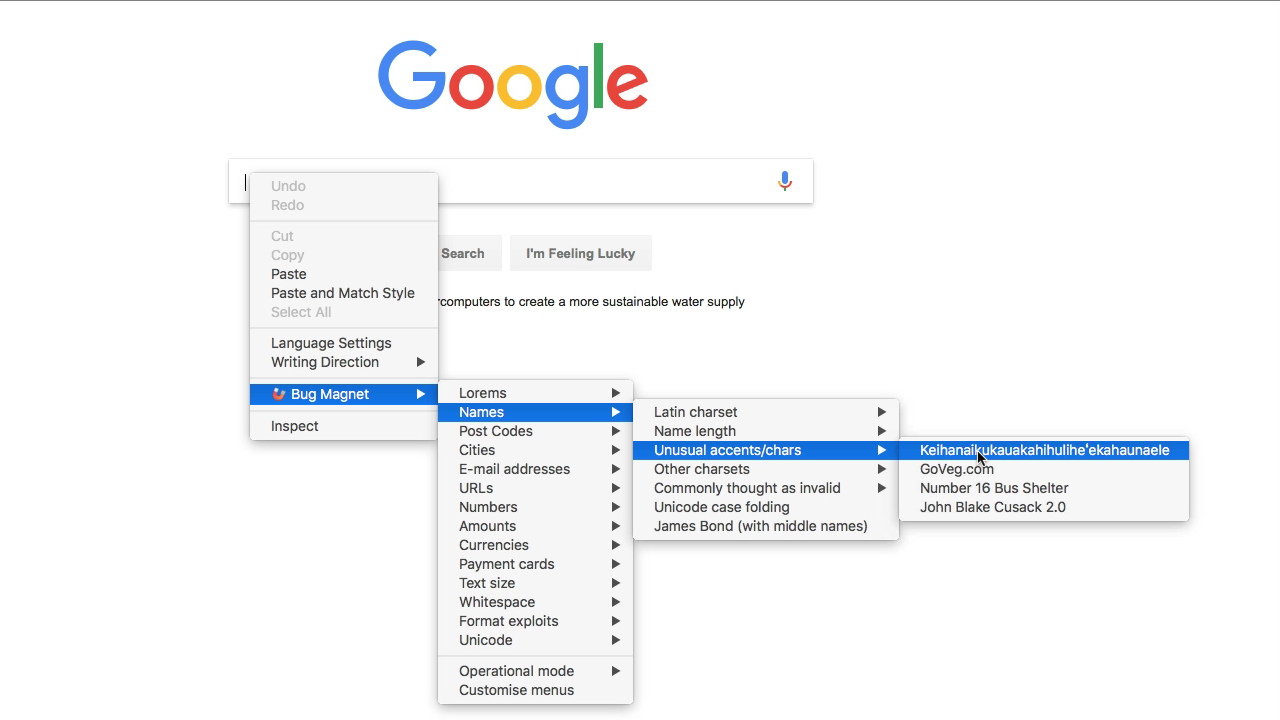 Google
Undo
Redo
Cut
Copy
Paste
Paste and Match Style
Select All
Language Settings
Writing Direction
Bug Magnet
Inspect
Search
I'm Feeling Lucky
computers to create a more sustainable water supply
Lorems
Names
Post Codes
Cities
E-mail addresses
URLs
Numbers
Amounts
Currencies
Payment cards
Text size
Whitespace
Format exploits
Unicode
Operational mode
Customise menus
Latin charset
Name length
Unusual accents/chars
Other charsets
Commonly thought as invalid
Unicode case folding
James Bond (with middle names)
Keihanaikukauakahihulihe'ekahaunaele
GoVeg.com
Number 16 Bus Shelter
John Blake Cusack 2.0